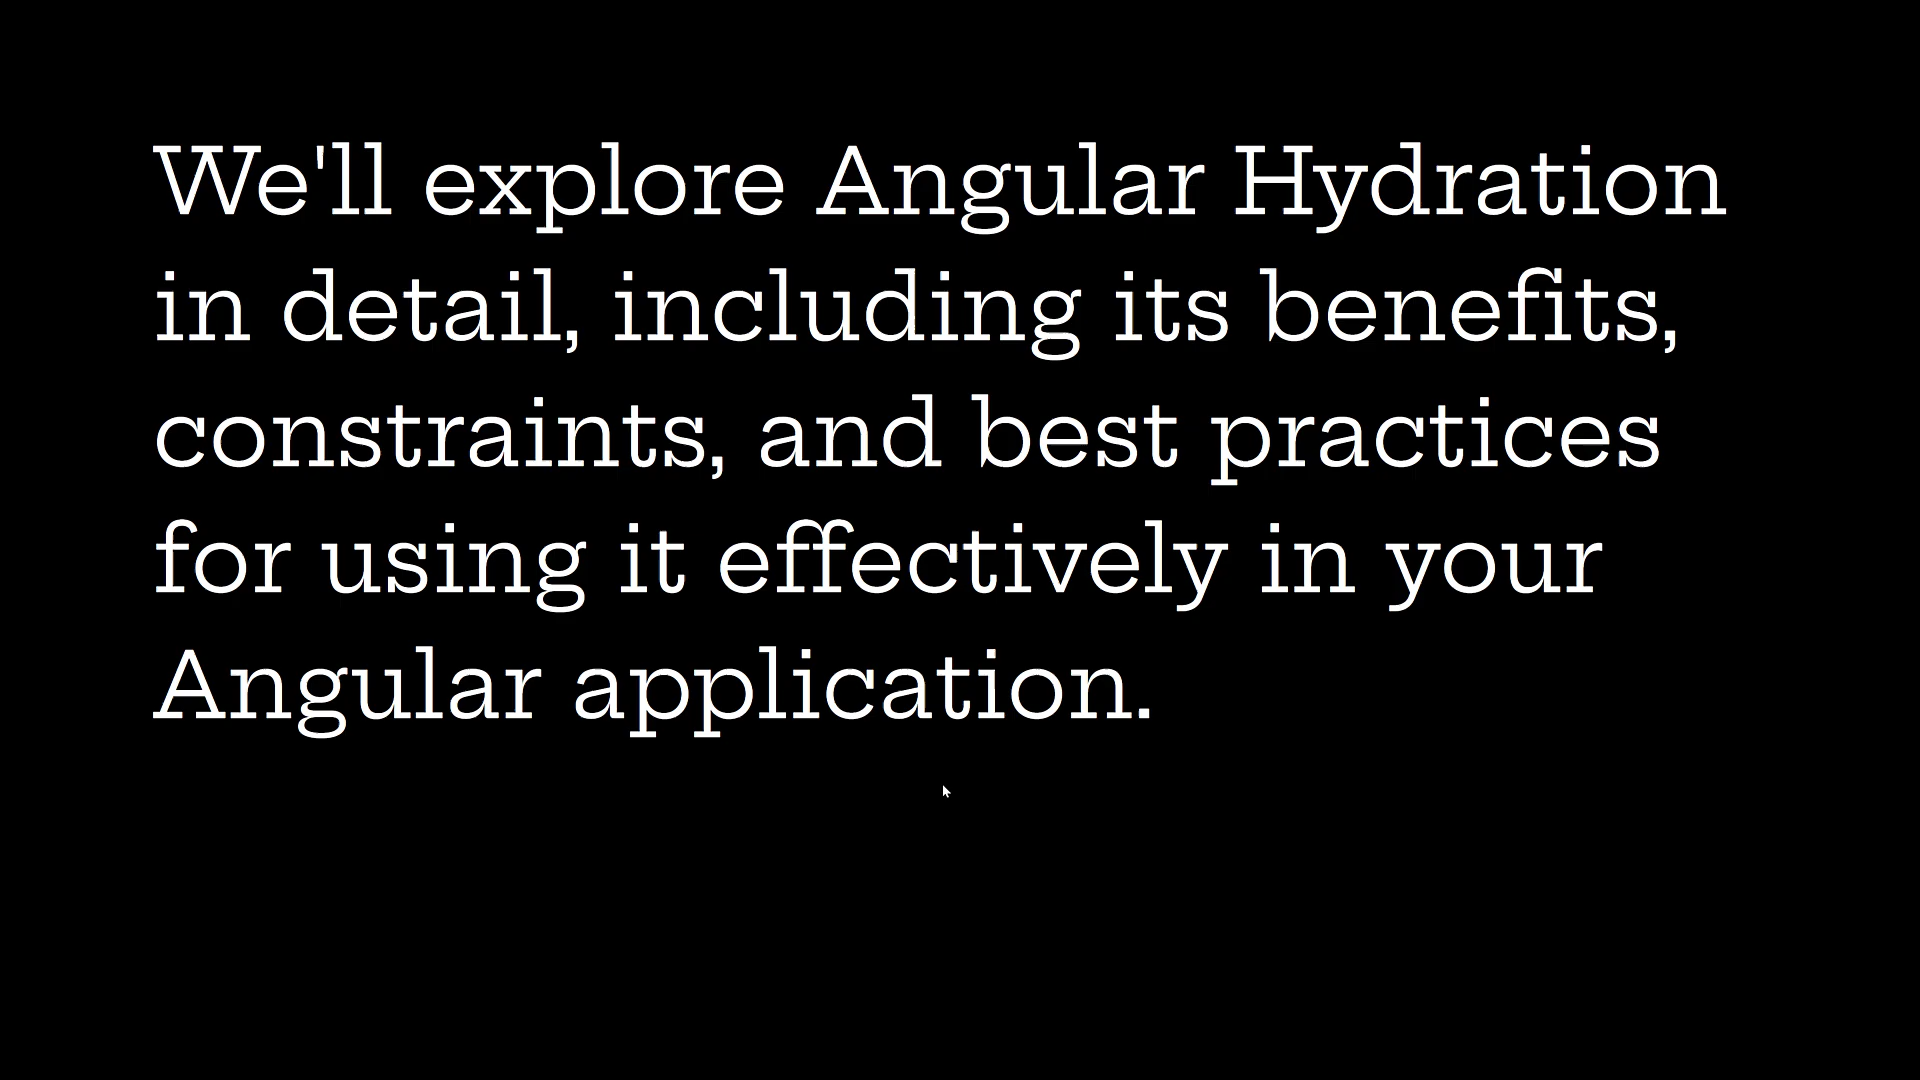 We'll explore Angular Hydration
in detail, including its benefits,
constraints, and best practices
for using it effectively in your
Angular application.